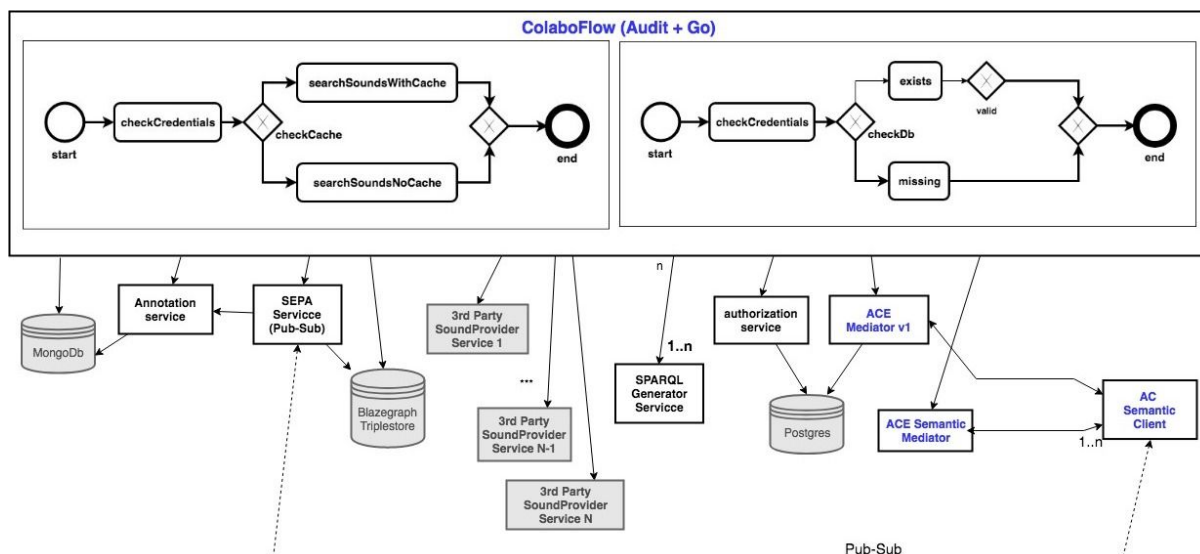 ColaboFlow (Audit + Go)
searchSoundsWithCache
checkCredentials
checkCache
start
searchSoundsNoCache
end
exists
valid
checkCredentials
checkDb
start
missing
end
n
Annotation
service
SEPA
Servicce
(Pub-Sub)
MongoDb
Blazegraph
Triplestore
3rd Party
SoundProvider
Service 1
***
3rd Party
SoundProvider
Service N-1
3rd Party
SoundProvider
Service N
1..n
SPARQL
Generator
Servicce
authorization
service
ACE
Mediator v1
Postgres
ACE Semantic
Mediator
AC
Semantic
Client
1..n
Pub-Sub